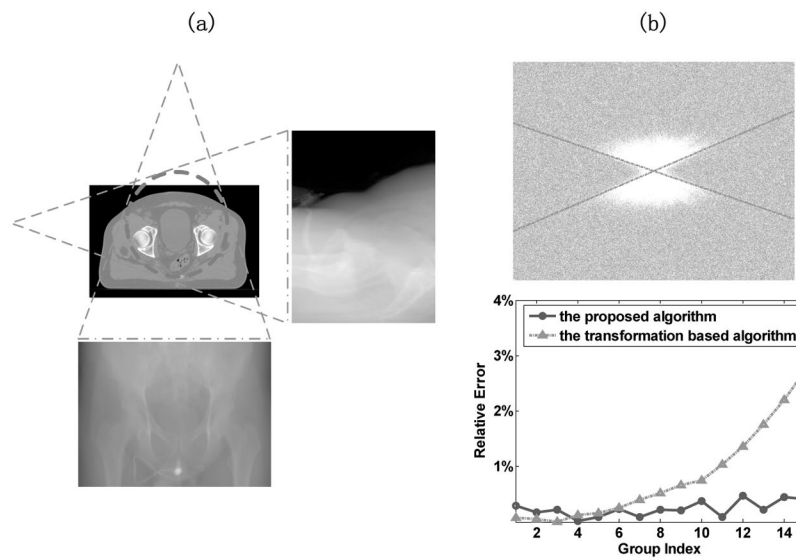 (a)
(b)
4%
3%
2%
1%
Relative Error
the proposed algorithm
the transformation based algorithm
2 4 6 8 10 12 14
Group Index